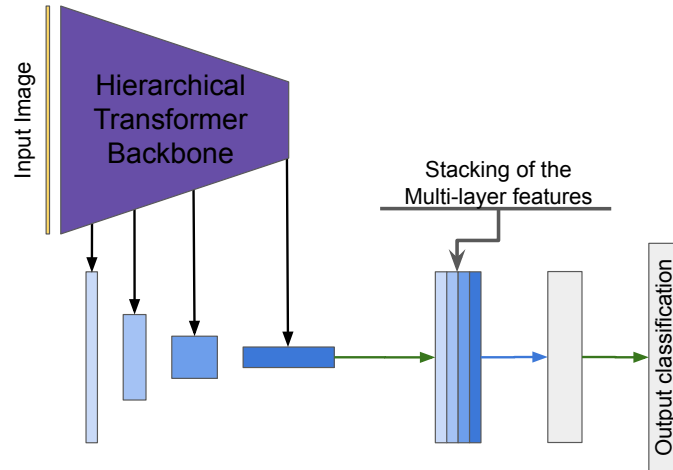 Input Image
Hierarchical
Transformer
Backbone
Stacking of the
Multi-layer features
Output classification